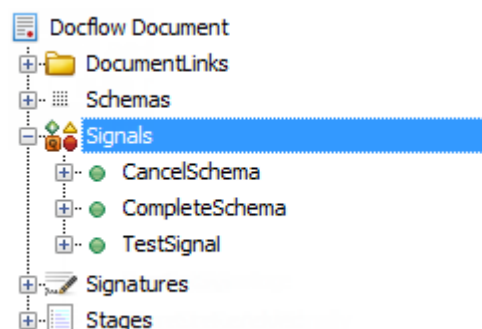 Docflow Document
DocumentLinks
Schemas
Signals
CancelSchema
CompleteSchema
TestSignal
Signatures
Stages